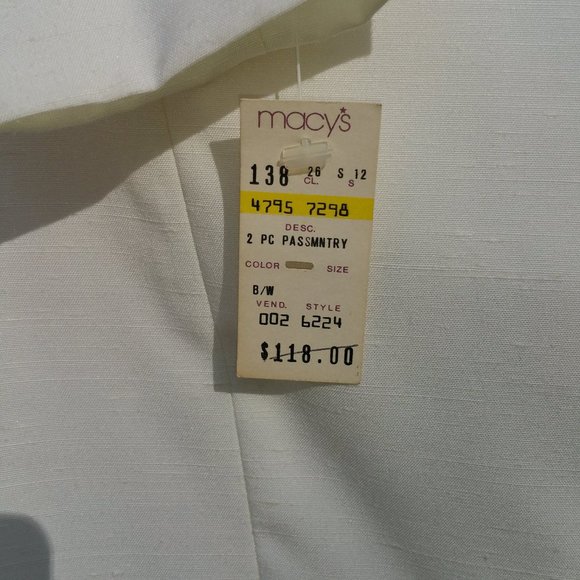 macy's
138 26 S 12
CL. S
4795 7298
DESC.
2 PC PASSMNTRY
COLOR SIZE
B/W
VEND. STYLE
002 6224
$118.00